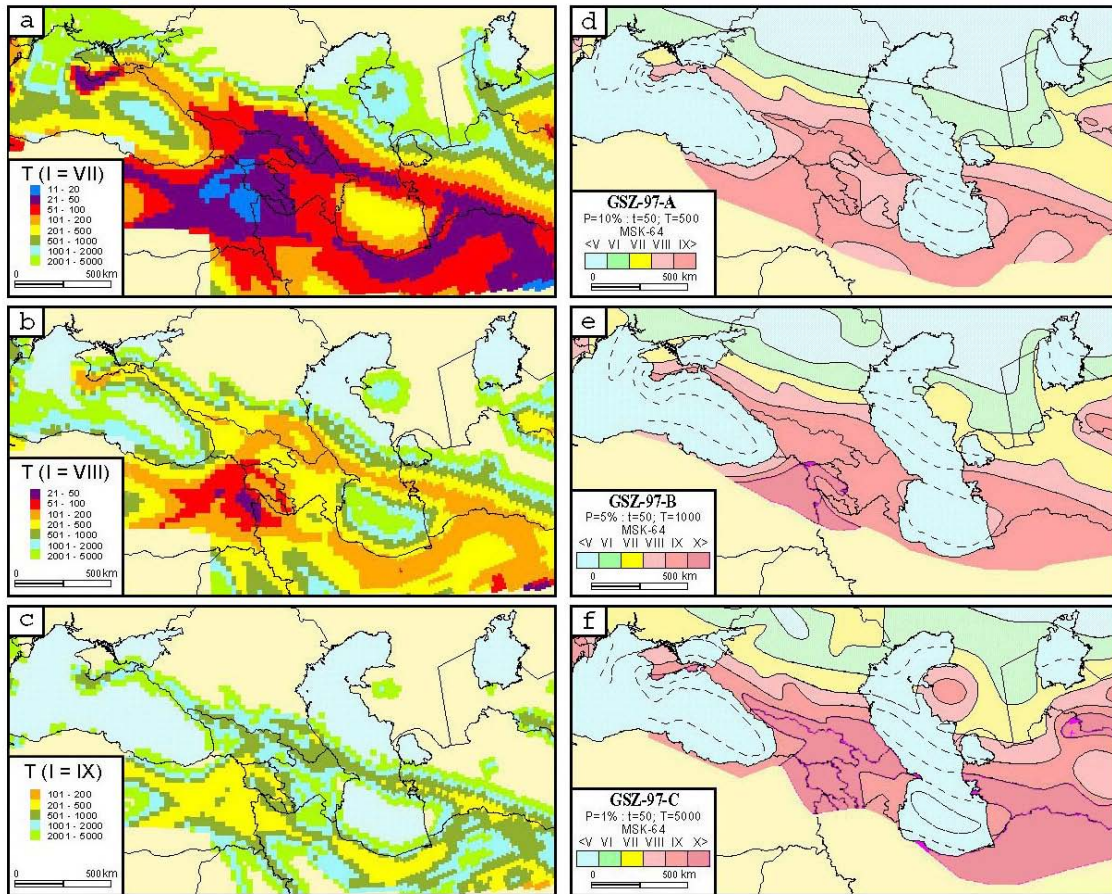 a
T (I = VII)
11 - 20
21 - 50
51 - 100
101 - 200
201 - 500
501 - 1000
1001 - 2000
2001 - 5000
0 500 km
b
T (I = VIII)
21 - 50
51 - 100
101 - 200
201 - 500
501 - 1000
1001 - 2000
2001 - 5000
0 500 km
c
T (I = IX)
101 - 200
201 - 500
501 - 1000
1001 - 2000
2001 - 5000
0 500 km
d
GSZ-97-A
P=10% : t=50; T=500
MSK-64
<V VI VII VIII IX>
0 500 km
e
GSZ-97-B
P=5% : t=50; T=1000
MSK-64
<V VI VII VIII IX X>
0 500 km
f
GSZ-97-C
P=1% : t=50; T=5000
MSK-64
<V VI VII VIII IX X>
0 500 km